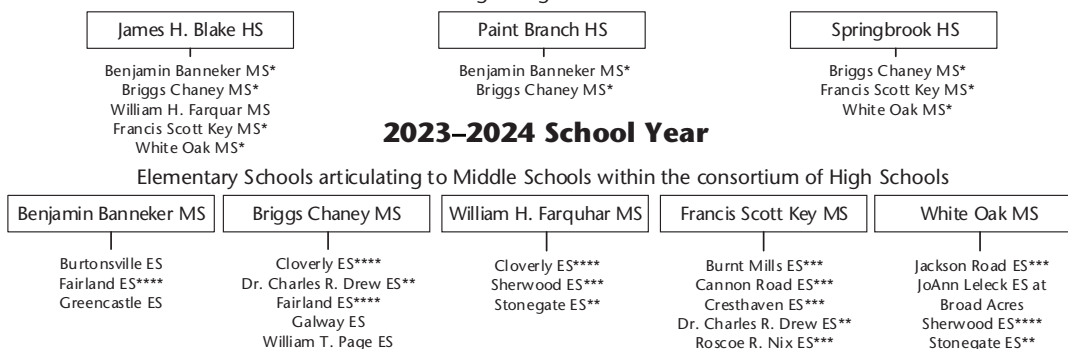 James H. Blake HS
Benjamin Banneker MS*
Briggs Chaney MS*
William H. Farquar MS
Francis Scott Key MS*
White Oak MS*
Paint Branch HS
Benjamin Banneker MS*
Briggs Chaney MS*
Springbrook HS
Briggs Chaney MS*
Francis Scott Key MS*
White Oak MS*
2023–2024 School Year
Elementary Schools articulating to Middle Schools within the consortium of High Schools
Benjamin Banneker MS
Burtonsville ES
Fairland ES****
Greencastle ES
Briggs Chaney MS
Cloverly ES****
Dr. Charles R. Drew ES**
Fairland ES****
Galway ES
William T. Page ES
William H. Farquhar MS
Cloverly ES****
Sherwood ES***
Stonegate ES**
Francis Scott Key MS
Burnt Mills ES***
Cannon Road ES***
Cresthaven ES***
Dr. Charles R. Drew ES**
Roscoe R. Nix ES***
White Oak MS
Jackson Road ES***
JoAnn Leleck ES at
Broad Acres
Sherwood ES****
Stonegate ES**